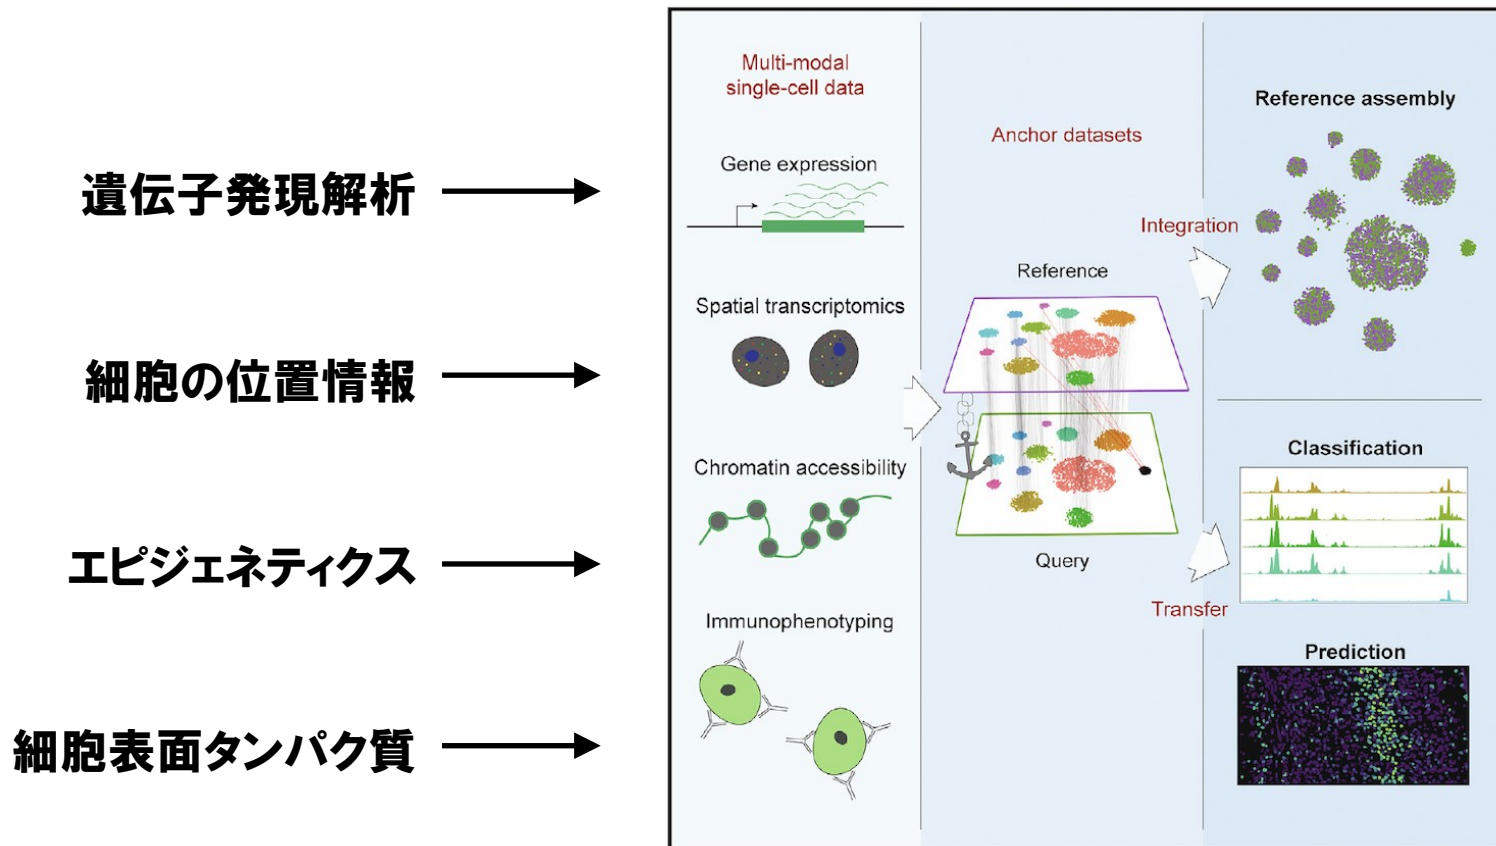 遺伝子発現解析
細胞の位置情報
エピジェネティクス
細胞表面タンパク質
Multi-modal
single-cell data
Gene expression
Spatial transcriptomics
Chromatin accessibility
Immunophenotyping
Anchor datasets
Reference
Query
Integration
Transfer
Reference assembly
Classification
Prediction